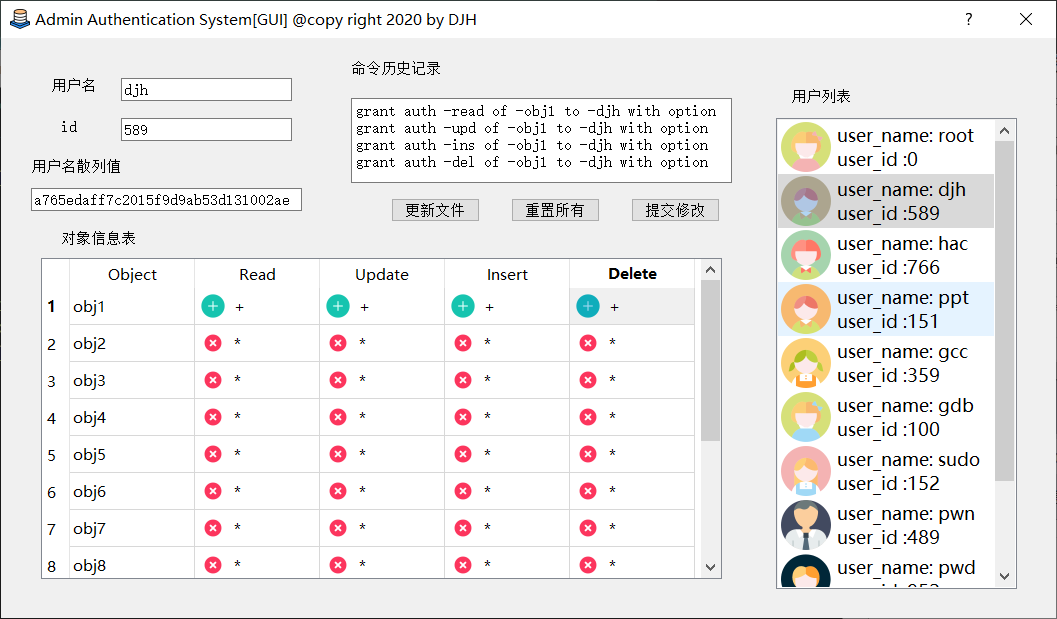 Admin Authentication System[GUI] @copy right 2020 by DJH
?
用户名
djh
id
589
用户名散列值
a765edaff7c2015f9d9ab53d131002ae
命令历史记录
grant auth -read of -obj1 to -djh with option
grant auth -upd of -obj1 to -djh with option
grant auth -ins of -obj1 to -djh with option
grant auth -del of -obj1 to -djh with option
更新文件 重置所有 提交修改
对象信息表
Object Read Update Insert Delete
1 obj1 + + + +
2 obj2 * * * *
3 obj3 * * * *
4 obj4 * * * *
5 obj5 * * * *
6 obj6 * * * *
7 obj7 * * * *
8 obj8 * * * *
用户列表
user_name: root
user_id :0
user_name: djh
user_id :589
user_name: hac
user_id :766
user_name: ppt
user_id :151
user_name: gcc
user_id :359
user_name: gdb
user_id :100
user_name: sudo
user_id :152
user_name: pwn
user_id :489
user_name: pwd